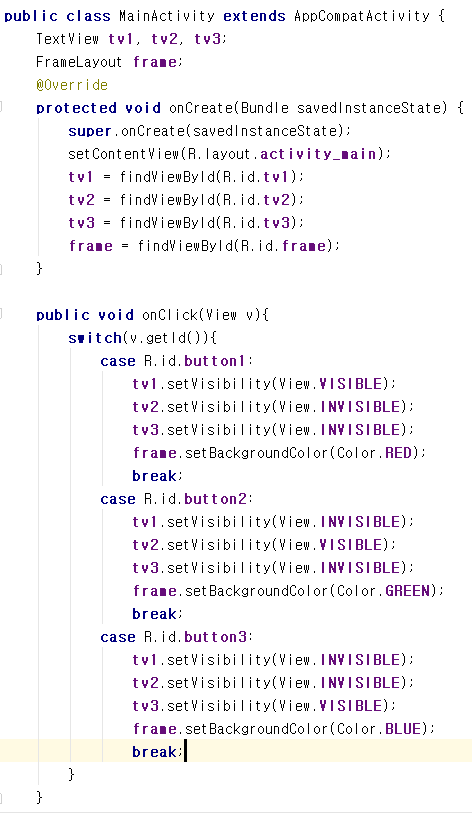 public class MainActivity extends AppCompatActivity {
    TextView tv1, tv2, tv3;
    FrameLayout frame;
    @Override
    protected void onCreate(Bundle savedInstanceState) {
        super.onCreate(savedInstanceState);
        setContentView(R.layout.activity_main);
        tv1 = findViewById(R.id.tv1);
        tv2 = findViewById(R.id.tv2);
        tv3 = findViewById(R.id.tv3);
        frame = findViewById(R.id.frame);
    }

    public void onClick(View v){
        switch(v.getId()){
            case R.id.button1:
                tv1.setVisibility(View.VISIBLE);
                tv2.setVisibility(View.INVISIBLE);
                tv3.setVisibility(View.INVISIBLE);
                frame.setBackgroundColor(Color.RED);
                break;
            case R.id.button2:
                tv1.setVisibility(View.INVISIBLE);
                tv2.setVisibility(View.VISIBLE);
                tv3.setVisibility(View.INVISIBLE);
                frame.setBackgroundColor(Color.GREEN);
                break;
            case R.id.button3:
                tv1.setVisibility(View.INVISIBLE);
                tv2.setVisibility(View.INVISIBLE);
                tv3.setVisibility(View.VISIBLE);
                frame.setBackgroundColor(Color.BLUE);
                break;
        }
    }